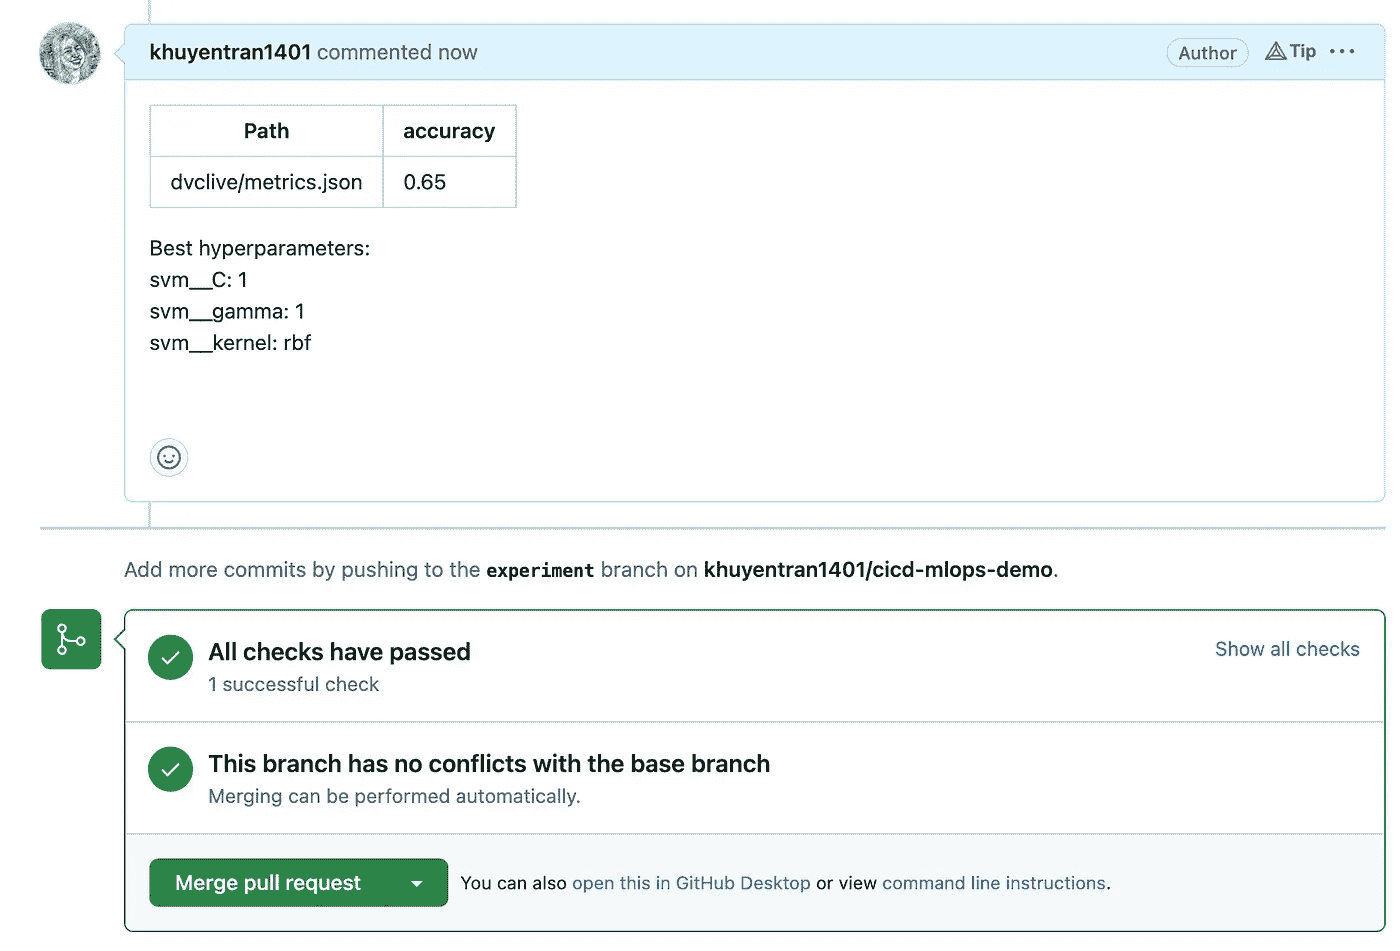 khuyentran1401 commented now
Author
Tip
Path accuracy
dvclive/metrics.json 0.65
Best hyperparameters:
svm__C: 1
svm__gamma: 1
svm__kernel: rbf
Add more commits by pushing to the experiment branch on khuyentran1401/cicd-mlops-demo.
All checks have passed
Show all checks
1 successful check
This branch has no conflicts with the base branch
Merging can be performed automatically.
Merge pull request
You can also open this in GitHub Desktop or view command line instructions.